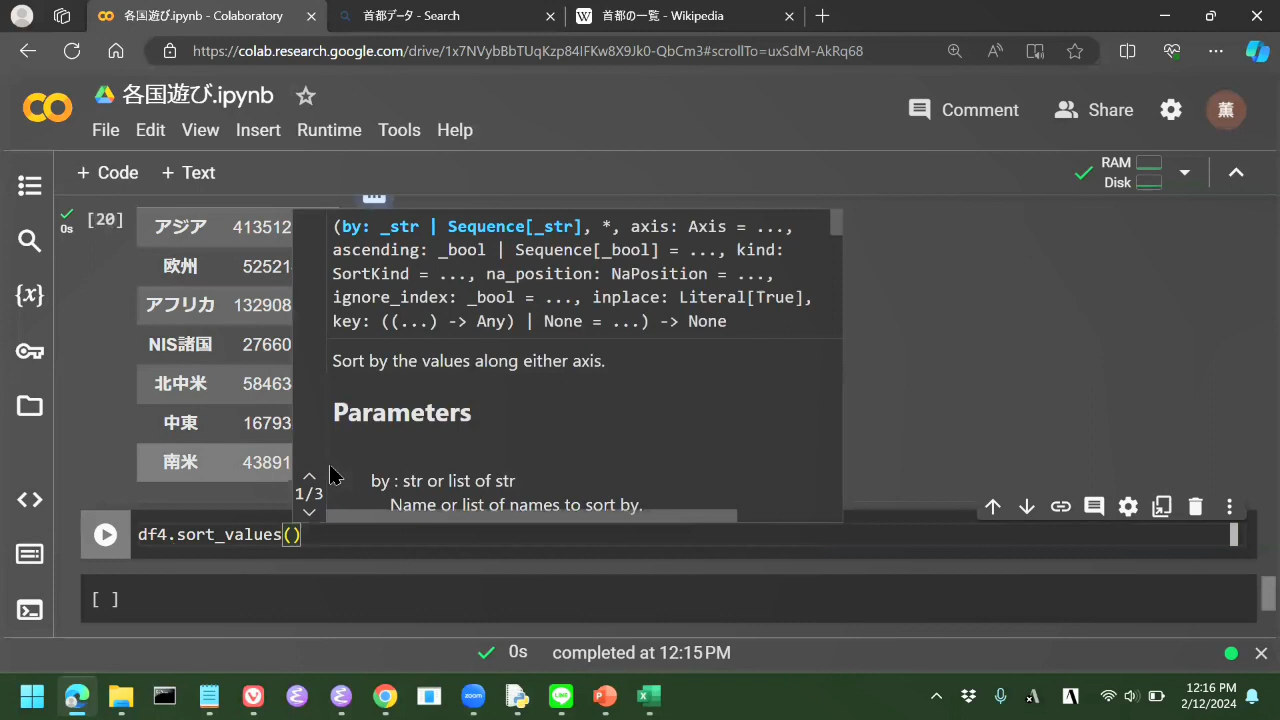 各国遊び.ipynb - Colaboratory
首都データ - Search
首都の一覧 - Wikipedia
https://colab.research.google.com/drive/1x7NVybBbTUqKzp84IFKw8X9Jk0-QbCm3#scrollTo=uxSdM-AkRq68
各国遊び.ipynb
Comment
Share
薫
File Edit View Insert Runtime Tools Help
+ Code + Text
RAM
Disk
0s
[20]
アジア 413512
欧州 5252
アフリカ 132908
NIS諸国 27660
北中米 58463
中東 16793
南米 43891
(by: _str | Sequence[_str], *, axis: Axis = ...,
ascending: _bool | Sequence[_bool] = ..., kind:
SortKind = ..., na_position: NaPosition = ...,
ignore_index: _bool = ..., inplace: Literal[True],
key: ((...) -> Any) | None = ...) -> None
Sort by the values along either axis.
Parameters
by : str or list of str
Name or list of names to sort by.
1/3
df4.sort_values()
[ ]
0s completed at 12:15 PM
zoom
LINE
12:16 PM
2/12/2024